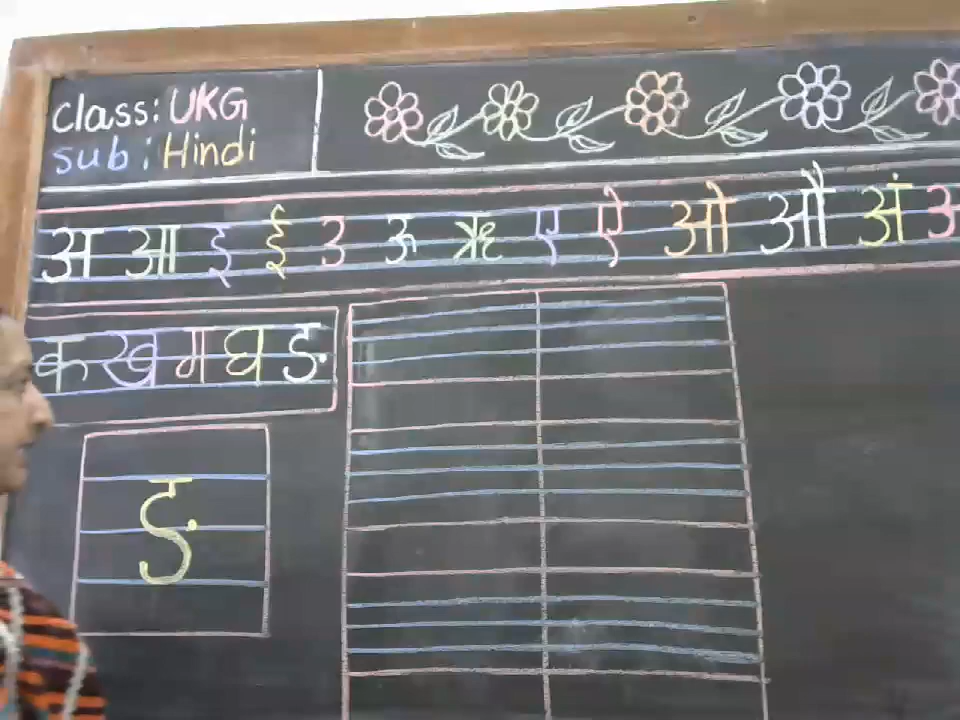 class: UKG
sub: Hindi
अ आ इ ई उ ऊ ऋ ए ऐ ओ औ अं
क ख ग घ ङ
ङ